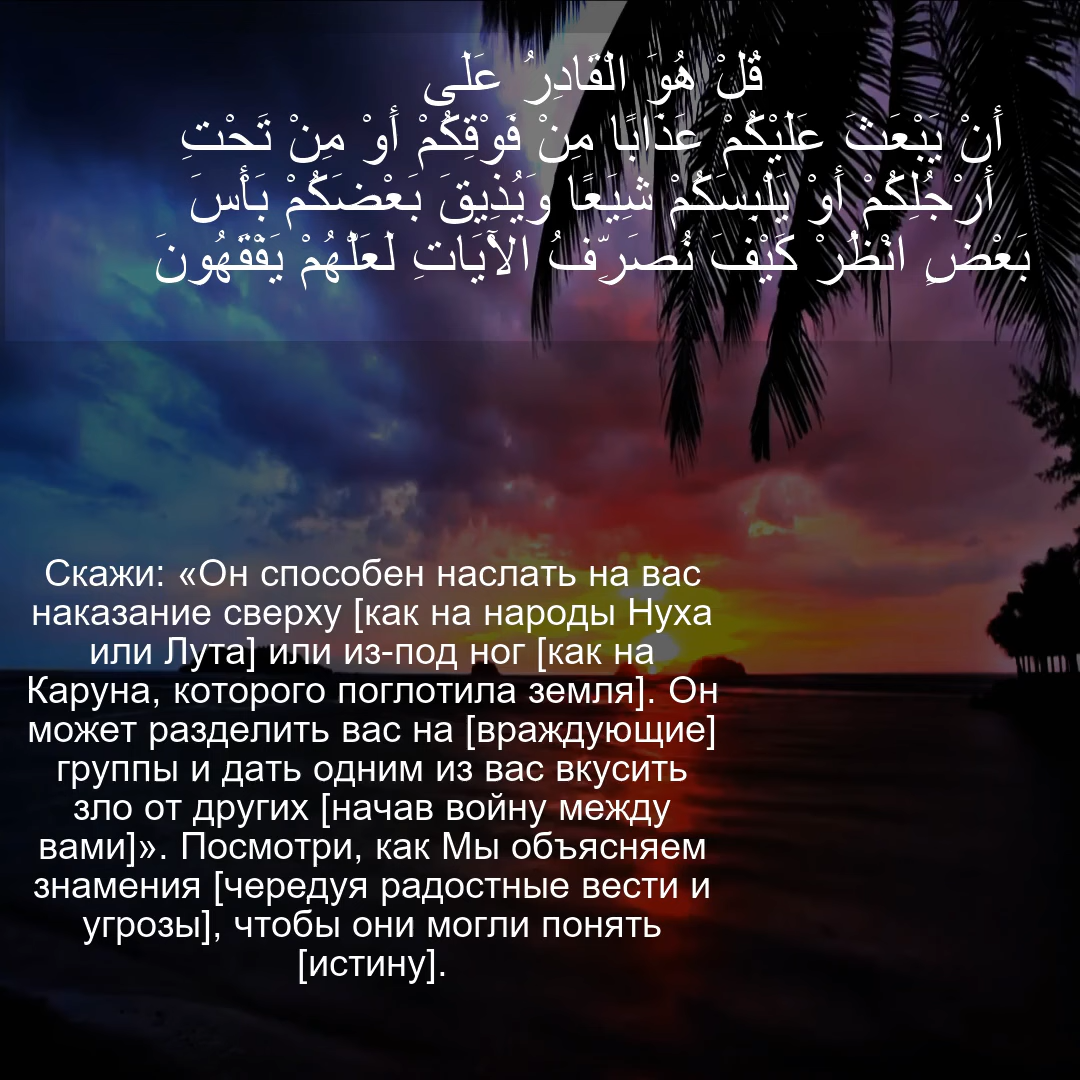 قُلْ هُوَ الْقَادِرُ عَلَى
أَنْ يَبْعَثَ عَلَيْكُمْ عَذَابًا مِنْ فَوْقِكُمْ أَوْ مِنْ تَحْتِ
أَرْجُلِكُمْ أَوْ يَلْبِسَكُمْ شِيَعًا وَيُذِيقَ بَعْضَكُمْ بَأْسَ
بَعْضٍ انْظُرْ كَيْفَ نُصَرِّفُ الآيَاتِ لَعَلَّهُمْ يَفْقَهُونَ
Скажи: «Он способен наслать на вас
наказание сверху [как на народы Нуха
или Лута] или из-под ног [как на
Каруна, которого поглотила земля]. Он
может разделить вас на [враждующие]
группы и дать одним из вас вкусить
зло от других [начав войну между
вами]». Посмотри, как Мы объясняем
знамения [чередуя радостные вести и
угрозы], чтобы они могли понять
[истину].